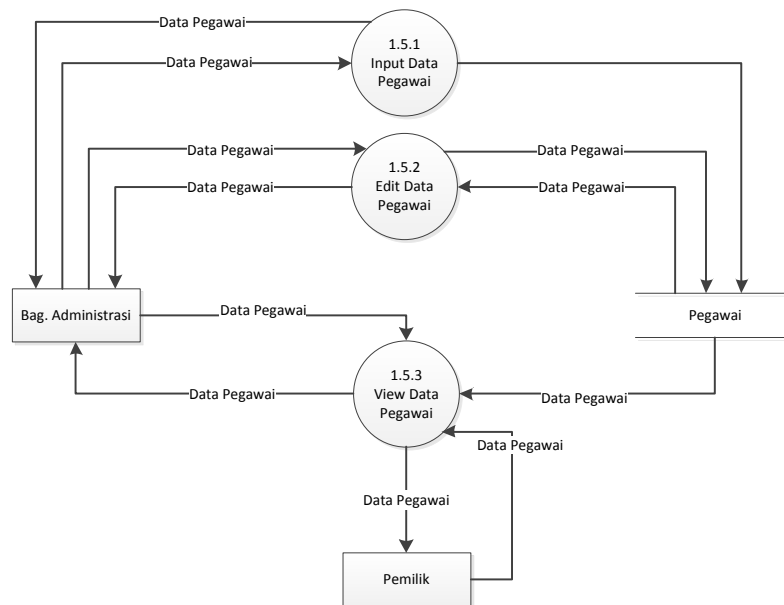 Data Pegawai
1.5.1
Input Data
Pegawai
Data Pegawai
1.5.2
Edit Data
Pegawai
Data Pegawai
Data Pegawai
Data Pegawai
Data Pegawai
Bag. Administrasi
Data Pegawai
Pegawai
1.5.3
View Data
Pegawai
Data Pegawai
Data Pegawai
Data Pegawai
Data Pegawai
Pemilik